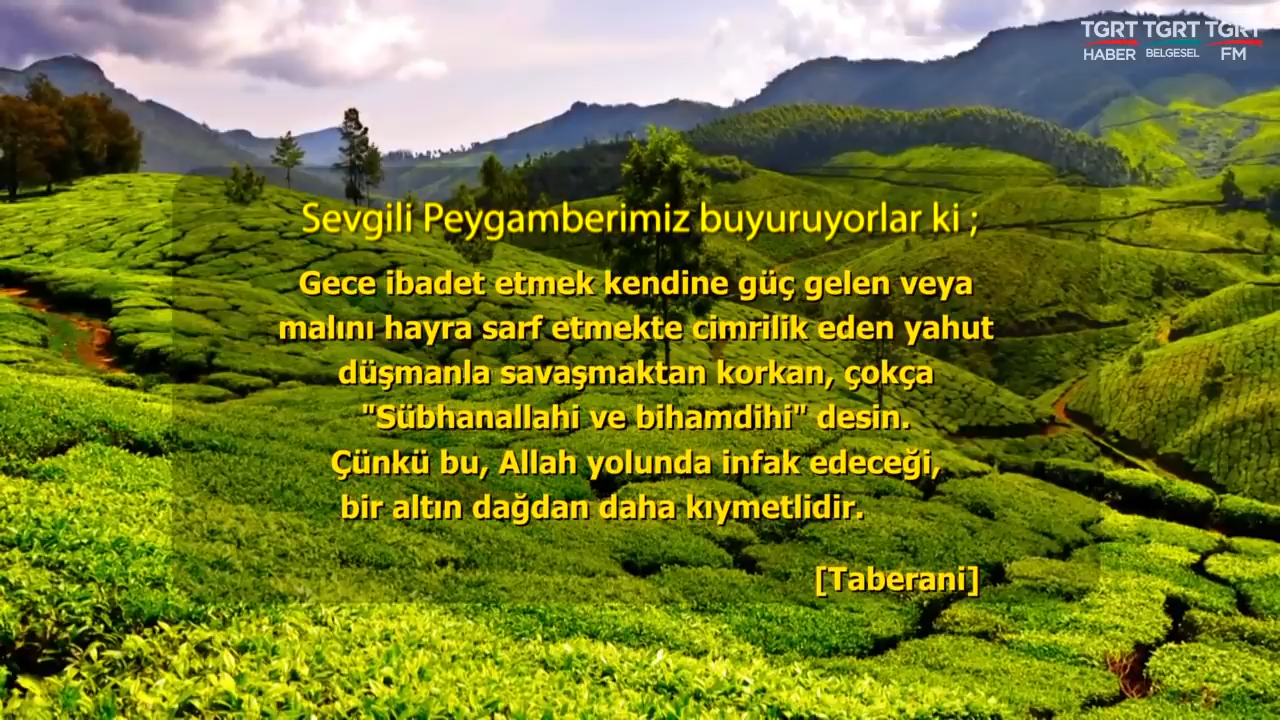 TGRT TGRT TGRT
HABER BELGESEL FM
Sevgili Peygamberimiz buyuruyorlar ki ;
Gece ibadet etmek kendine güç gelen veya
malını hayra sarf etmekte cimrilik eden yahut
düşmanla savaşmaktan korkan, çokça
"Sübhanallahi ve bihamdihi" desin.
Çünkü bu, Allah yolunda infak edeceği,
bir altın dağdan daha kıymetlidir.
[Taberani]